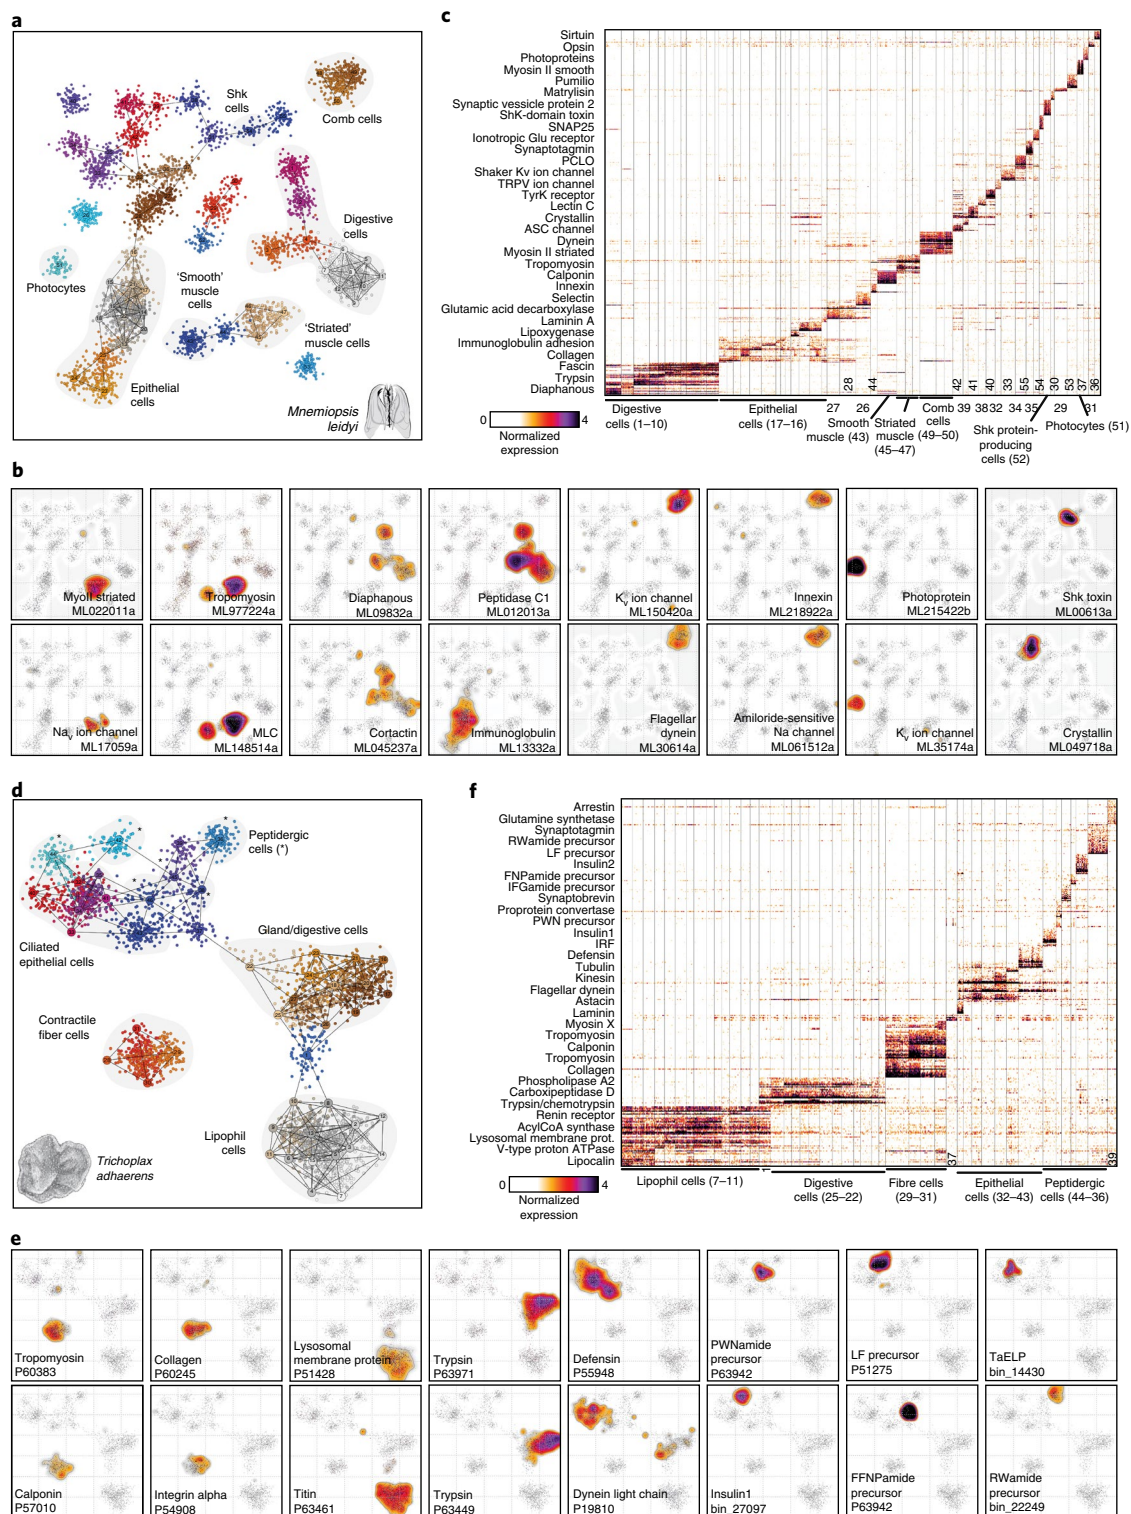 a
Shk
cells
Comb cells
Digestive
cells
Photocytes
'Smooth'
muscle
cells
'Striated'
muscle cells
Epithelial
cells
Mnemiopsis
leidyi
c
Sirtuin
Opsin
Photoproteins
Myosin II smooth
Pumilio
Matrylisin
Synaptic vessicle protein 2
ShK-domain toxin
SNAP25
Ionotropic Glu receptor
Synaptotagmin
PCLO
Shaker Kv ion channel
TRPV ion channel
TyrK receptor
Lectin C
Crystallin
ASC channel
Dynein
Myosin II striated
Tropomyosin
Calponin
Innexin
Selectin
Glutamic acid decarboxylase
Laminin A
Lipoxygenase
Immunoglobulin adhesion
Collagen
Fascin
Trypsin
Diaphanous
28 44 42 41 40 33 55 54 30 53 37 36
0 4
Normalized
expression
Digestive
cells (1–10)
Epithelial
cells (17–16)
27 26
Smooth
muscle (43)
Striated
muscle
(45–47)
Comb
cells
(49–50)
39 38 32 34 35 29 31
Shk protein-
producing
cells (52)
Photocytes (51)
b
MyoII striated
ML022011a
Tropomyosin
ML977224a
Diaphanous
ML09832a
Peptidase C1
ML012013a
Kv ion channel
ML150420a
Innexin
ML218922a
Photoprotein
ML215422b
Shk toxin
ML00613a
Nav ion channel
ML17059a
MLC
ML148514a
Cortactin
ML045237a
Immunoglobulin
ML13332a
Flagellar
dynein
ML30614a
Amiloride-sensitive
Na channel
ML061512a
Kv ion channel
ML35174a
Crystallin
ML049718a
d
Peptidergic
cells (*)
Ciliated
epithelial cells
Gland/digestive cells
Contractile
fiber cells
Lipophil
cells
Trichoplax
adhaerens
f
Arrestin
Glutamine synthetase
Synaptotagmin
RWamide precursor
LF precursor
Insulin2
FNPamide precursor
IFGamide precursor
Synaptobrevin
Proprotein convertase
PWN precursor
Insulin1
IRF
Defensin
Tubulin
Kinesin
Flagellar dynein
Astacin
Laminin
Myosin X
Tropomyosin
Calponin
Tropomyosin
Collagen
Phospholipase A2
Carboxipeptidase D
Trypsin/chemotrypsin
Renin receptor
AcylCoA synthase
Lysosomal membrane prot.
V-type proton ATPase
Lipocalin
1 37 39
0 4
Normalized
expression
Lipophil cells (7–11)
Digestive
cells (25–22)
Fibre cells
(29–31)
Epithelial
cells (32–43)
Peptidergic
cells (44–36)
e
Tropomyosin
P60383
Collagen
P60245
Lysosomal
membrane protein
P51428
Trypsin
P63971
Defensin
P55948
PWNamide
precursor
P63942
LF precursor
P51275
TaELP
bin_14430
Calponin
P57010
Integrin alpha
P54908
Titin
P63461
Trypsin
P63449
Dynein light chain
P19810
Insulin1
bin_27097
FFNPamide
precursor
P63942
RWamide
precursor
bin_22249